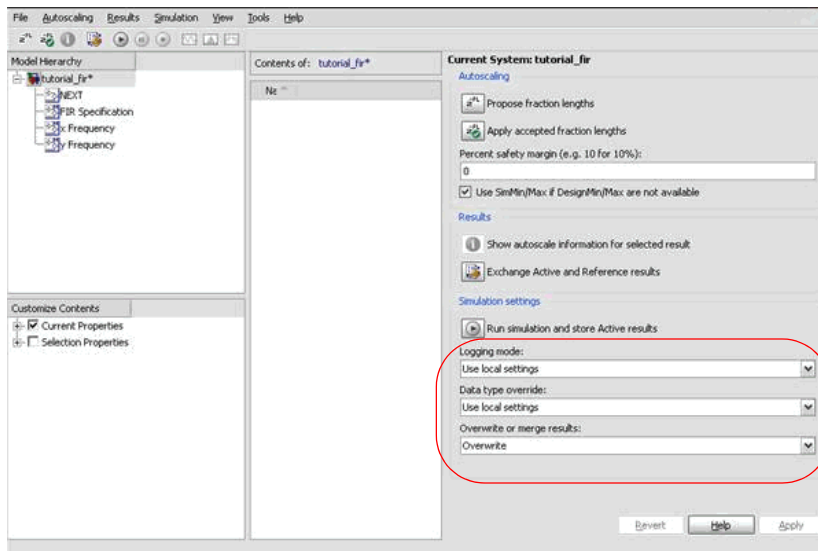 File Autoscaling Results Simulation View Tools Help
Model Hierarchy
tutorial_fir*
NEXT
FIR Specification
x Frequency
y Frequency
Customize Contents
Current Properties
Selection Properties
Contents of: tutorial_fir*
Na
Current System: tutorial_fir
Autoscaling
Propose fraction lengths
Apply accepted fraction lengths
Percent safety margin (e.g. 10 for 10%):
0
Use SimMin/Max if DesignMin/Max are not available
Results
Show autoscale information for selected result
Exchange Active and Reference results
Simulation settings
Run simulation and store Active results
Logging mode:
Use local settings
Data type override:
Use local settings
Overwrite or merge results:
Overwrite
Revert Help Apply